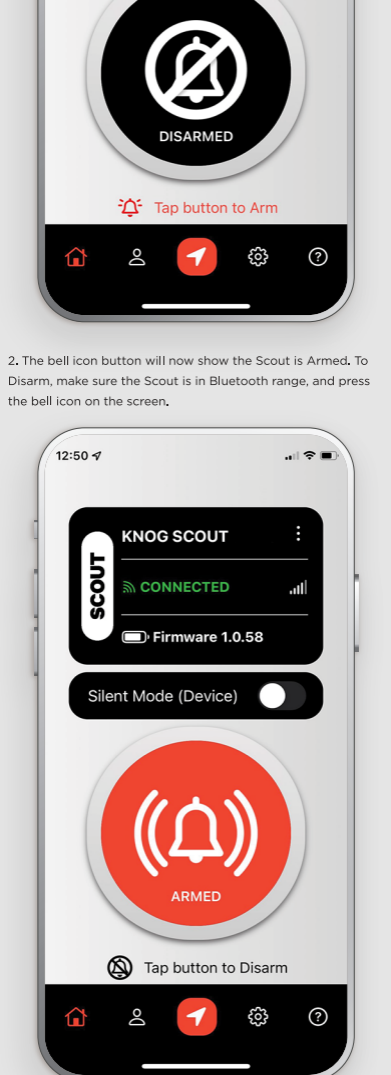 DISARMED
Tap button to Arm
2. The bell icon button will now show the Scout is Armed. To
Disarm, make sure the Scout is in Bluetooth range, and press
the bell icon on the screen.
12:50
SCOUT
KNOG SCOUT
CONNECTED
Firmware 1.0.58
Silent Mode (Device)
ARMED
Tap button to Disarm